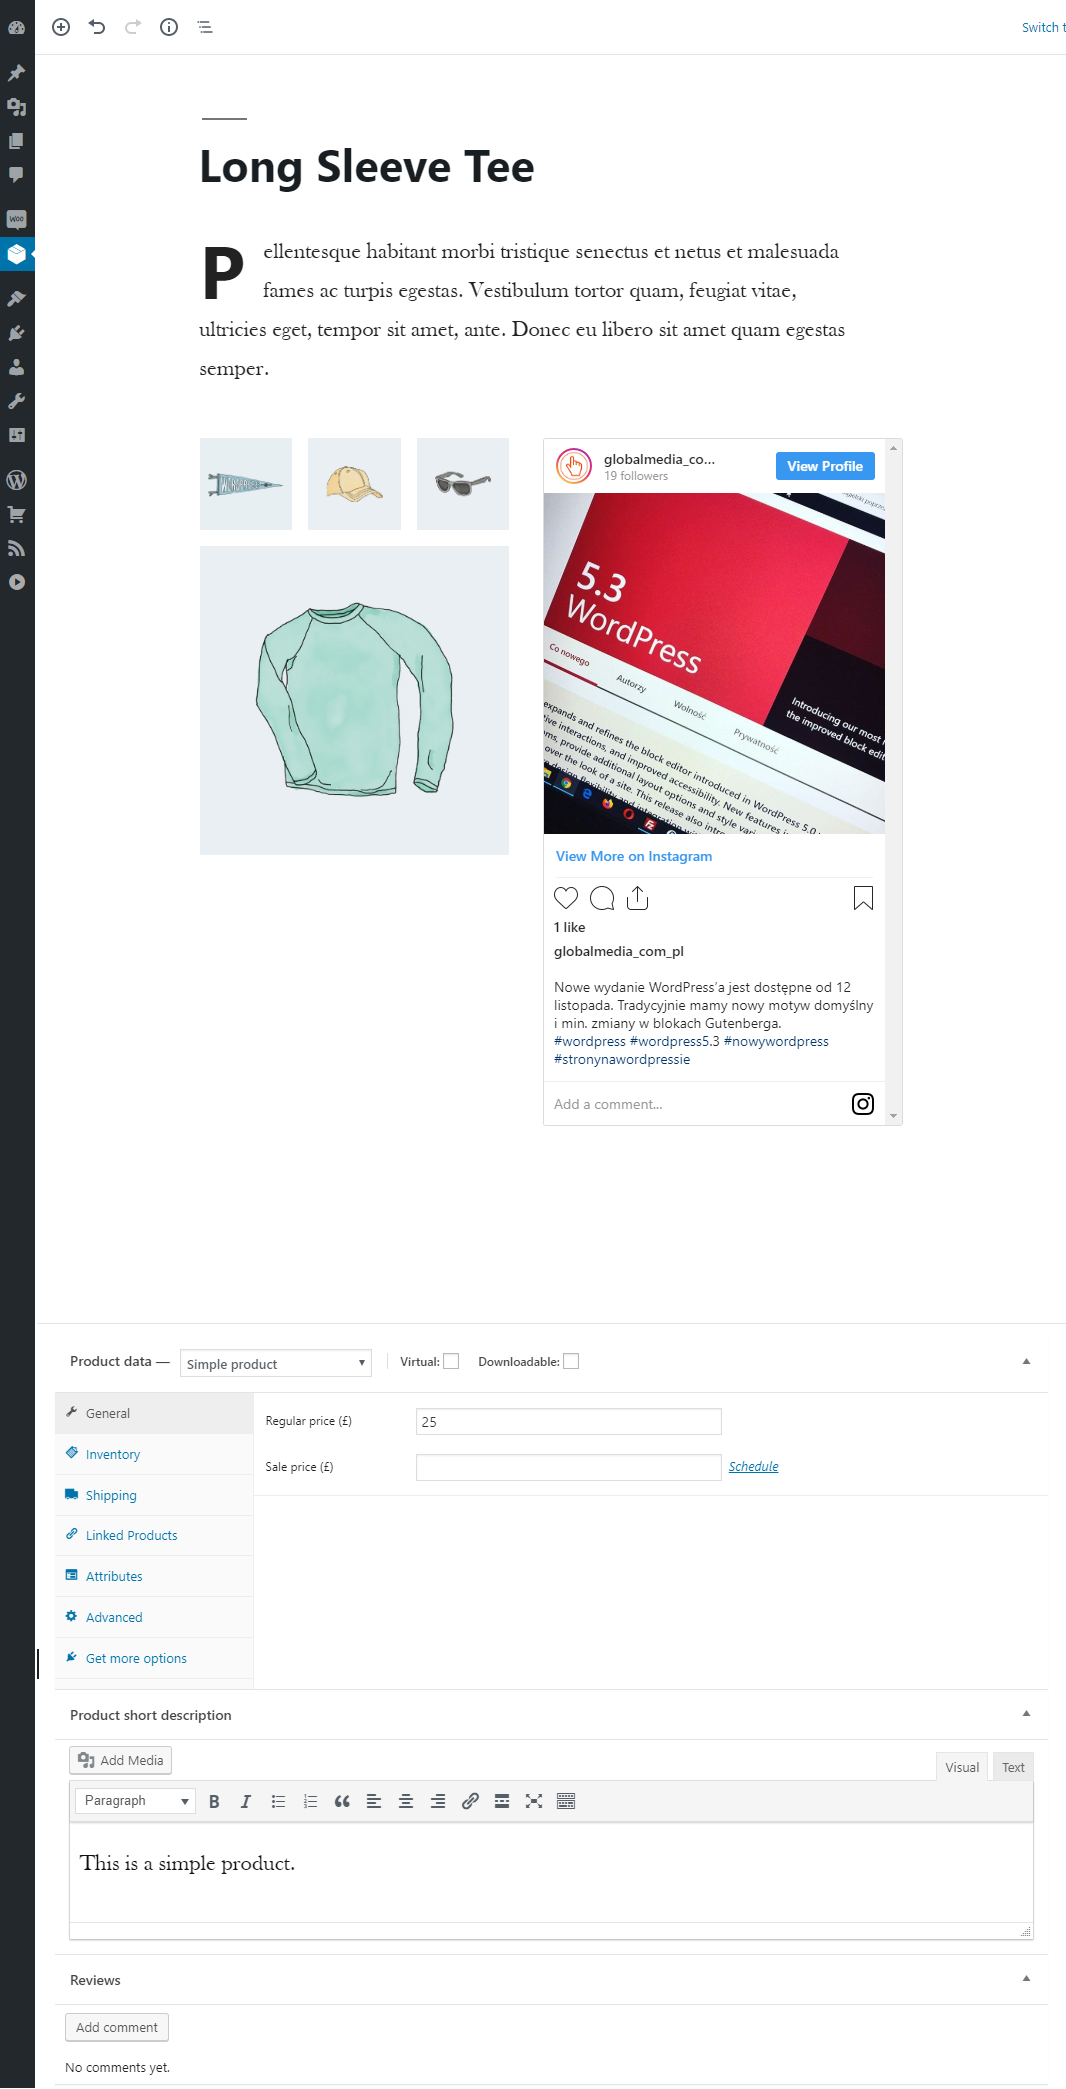 Switch t
Long Sleeve Tee
Pellentesque habitant morbi tristique senectus et netus et malesuada
fames ac turpis egestas. Vestibulum tortor quam, feugiat vitae,
ultricies eget, tempor sit amet, ante. Donec eu libero sit amet quam egestas
semper.
Woo
globalmedia_co...
19 followers
View Profile
5.3
WordPress
Co nowego
Autorzy
Wolność
Prywatność
Introducing our most
the improved block edit
expands and refines the block editor introduced in WordPress 5.0
tive interactions, and improved accessibility. New features
ms, provide additional layout options and style vari
over the look of a site. This release also intr
View More on Instagram
1 like
globalmedia_com_pl
Nowe wydanie WordPress'a jest dostępne od 12
listopada. Tradycyjnie mamy nowy motyw domyślny
i min. zmiany w blokach Gutenberga.
#wordpress #wordpress5.3 #nowywordpress
#stronynawordpressie
Add a comment...
Product data — Simple product Virtual: Downloadable:
General
Inventory
Shipping
Linked Products
Attributes
Advanced
Get more options
Regular price (£) 25
Sale price (£) Schedule
Product short description
Add Media
Visual Text
Paragraph
This is a simple product.
Reviews
Add comment
No comments yet.